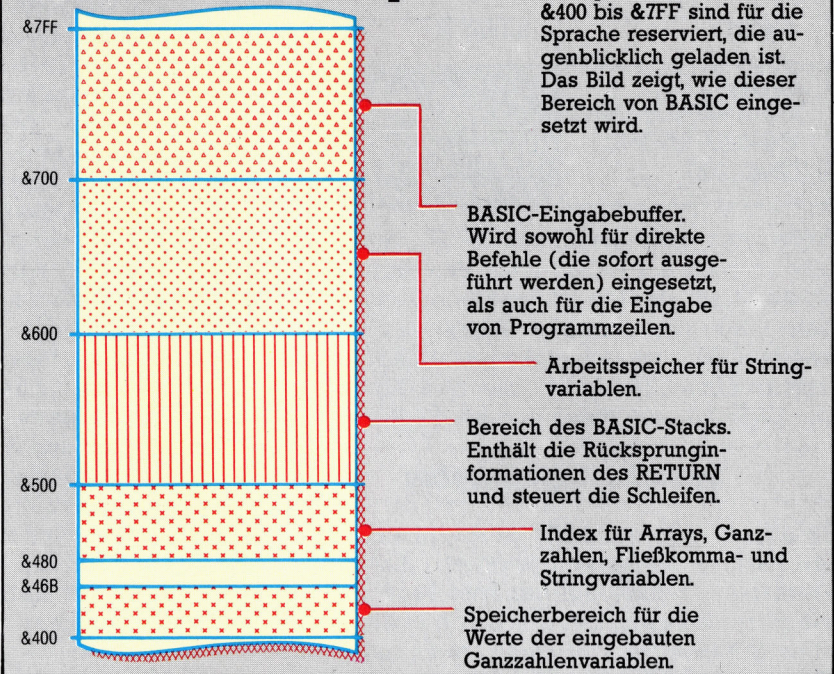 &400 bis &7FF sind für die
Sprache reserviert, die au-
genblicklich geladen ist.
Das Bild zeigt, wie dieser
Bereich von BASIC einge-
setzt wird.
&7FF
&700
&600
&500
&480
&46B
&400
BASIC-Eingabebuffer.
Wird sowohl für direkte
Befehle (die sofort ausge-
führt werden) eingesetzt,
als auch für die Eingabe
von Programmzeilen.
Arbeitsspeicher für String-
variablen.
Bereich des BASIC-Stacks.
Enthält die Rücksprungin-
formationen des RETURN
und steuert die Schleifen.
Index für Arrays, Ganz-
zahlen, Fließkomma- und
Stringvariablen.
Speicherbereich für die
Werte der eingebauten
Ganzzahlenvariablen.